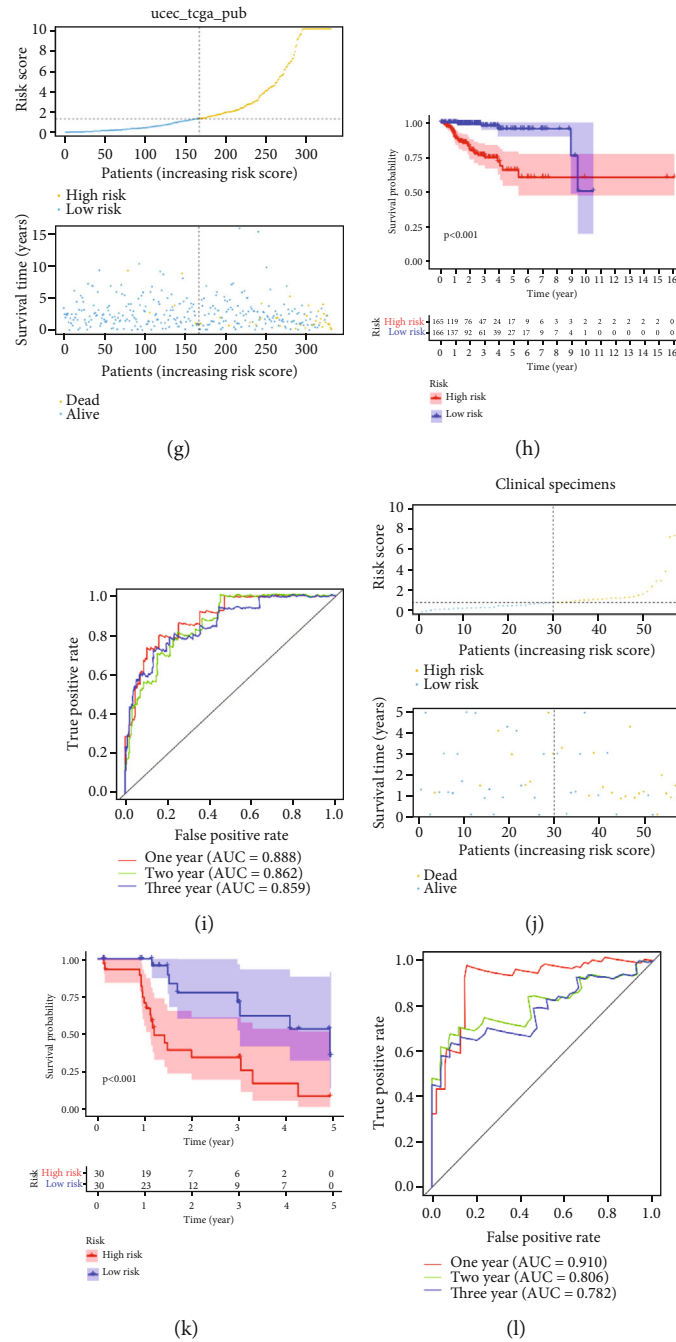 ucec_tcga_pub
Risk score
10
8
6
4
2
0
0 50 100 150 200 250 300
Patients (increasing risk score)
High risk
Low risk
Survival time (years)
15
10
5
0
0 50 100 150 200 250 300
Patients (increasing risk score)
Dead
Alive
(g)
Survival probability
1.00
0.75
0.50
0.25
0.00
p<0.001
0 1 2 3 4 5 6 7 8 9 10 11 12 13 14 15 16
Time (year)
Risk
High risk 165 119 76 47 24 17 9 6 3 3 2 2 2 2 2 2 0
Low risk 166 137 92 61 39 27 17 9 7 4 1 0 0 0 0 0 0
0 1 2 3 4 5 6 7 8 9 10 11 12 13 14 15 16
Time (year)
Risk
High risk
Low risk
(h)
True positive rate
1.0
0.8
0.6
0.4
0.2
0.0
0.0 0.2 0.4 0.6 0.8 1.0
False positive rate
One year (AUC = 0.888)
Two year (AUC = 0.862)
Three year (AUC = 0.859)
(i)
Clinical specimens
Risk score
10
8
6
4
2
0
0 10 20 30 40 50
Patients (increasing risk score)
High risk
Low risk
Survival time (years)
5
4
3
2
1
0
0 10 20 30 40 50
Patients (increasing risk score)
Dead
Alive
(j)
Survival probability
1.00
0.75
0.50
0.25
0.00
p<0.001
0 1 2 3 4 5
Time (year)
Risk
High risk 30 19 7 6 2 0
Low risk 30 23 12 9 7 0
0 1 2 3 4 5
Time (year)
Risk
High risk
Low risk
(k)
True positive rate
1.0
0.8
0.6
0.4
0.2
0.0
0.0 0.2 0.4 0.6 0.8 1.0
False positive rate
One year (AUC = 0.910)
Two year (AUC = 0.806)
Three year (AUC = 0.782)
(l)